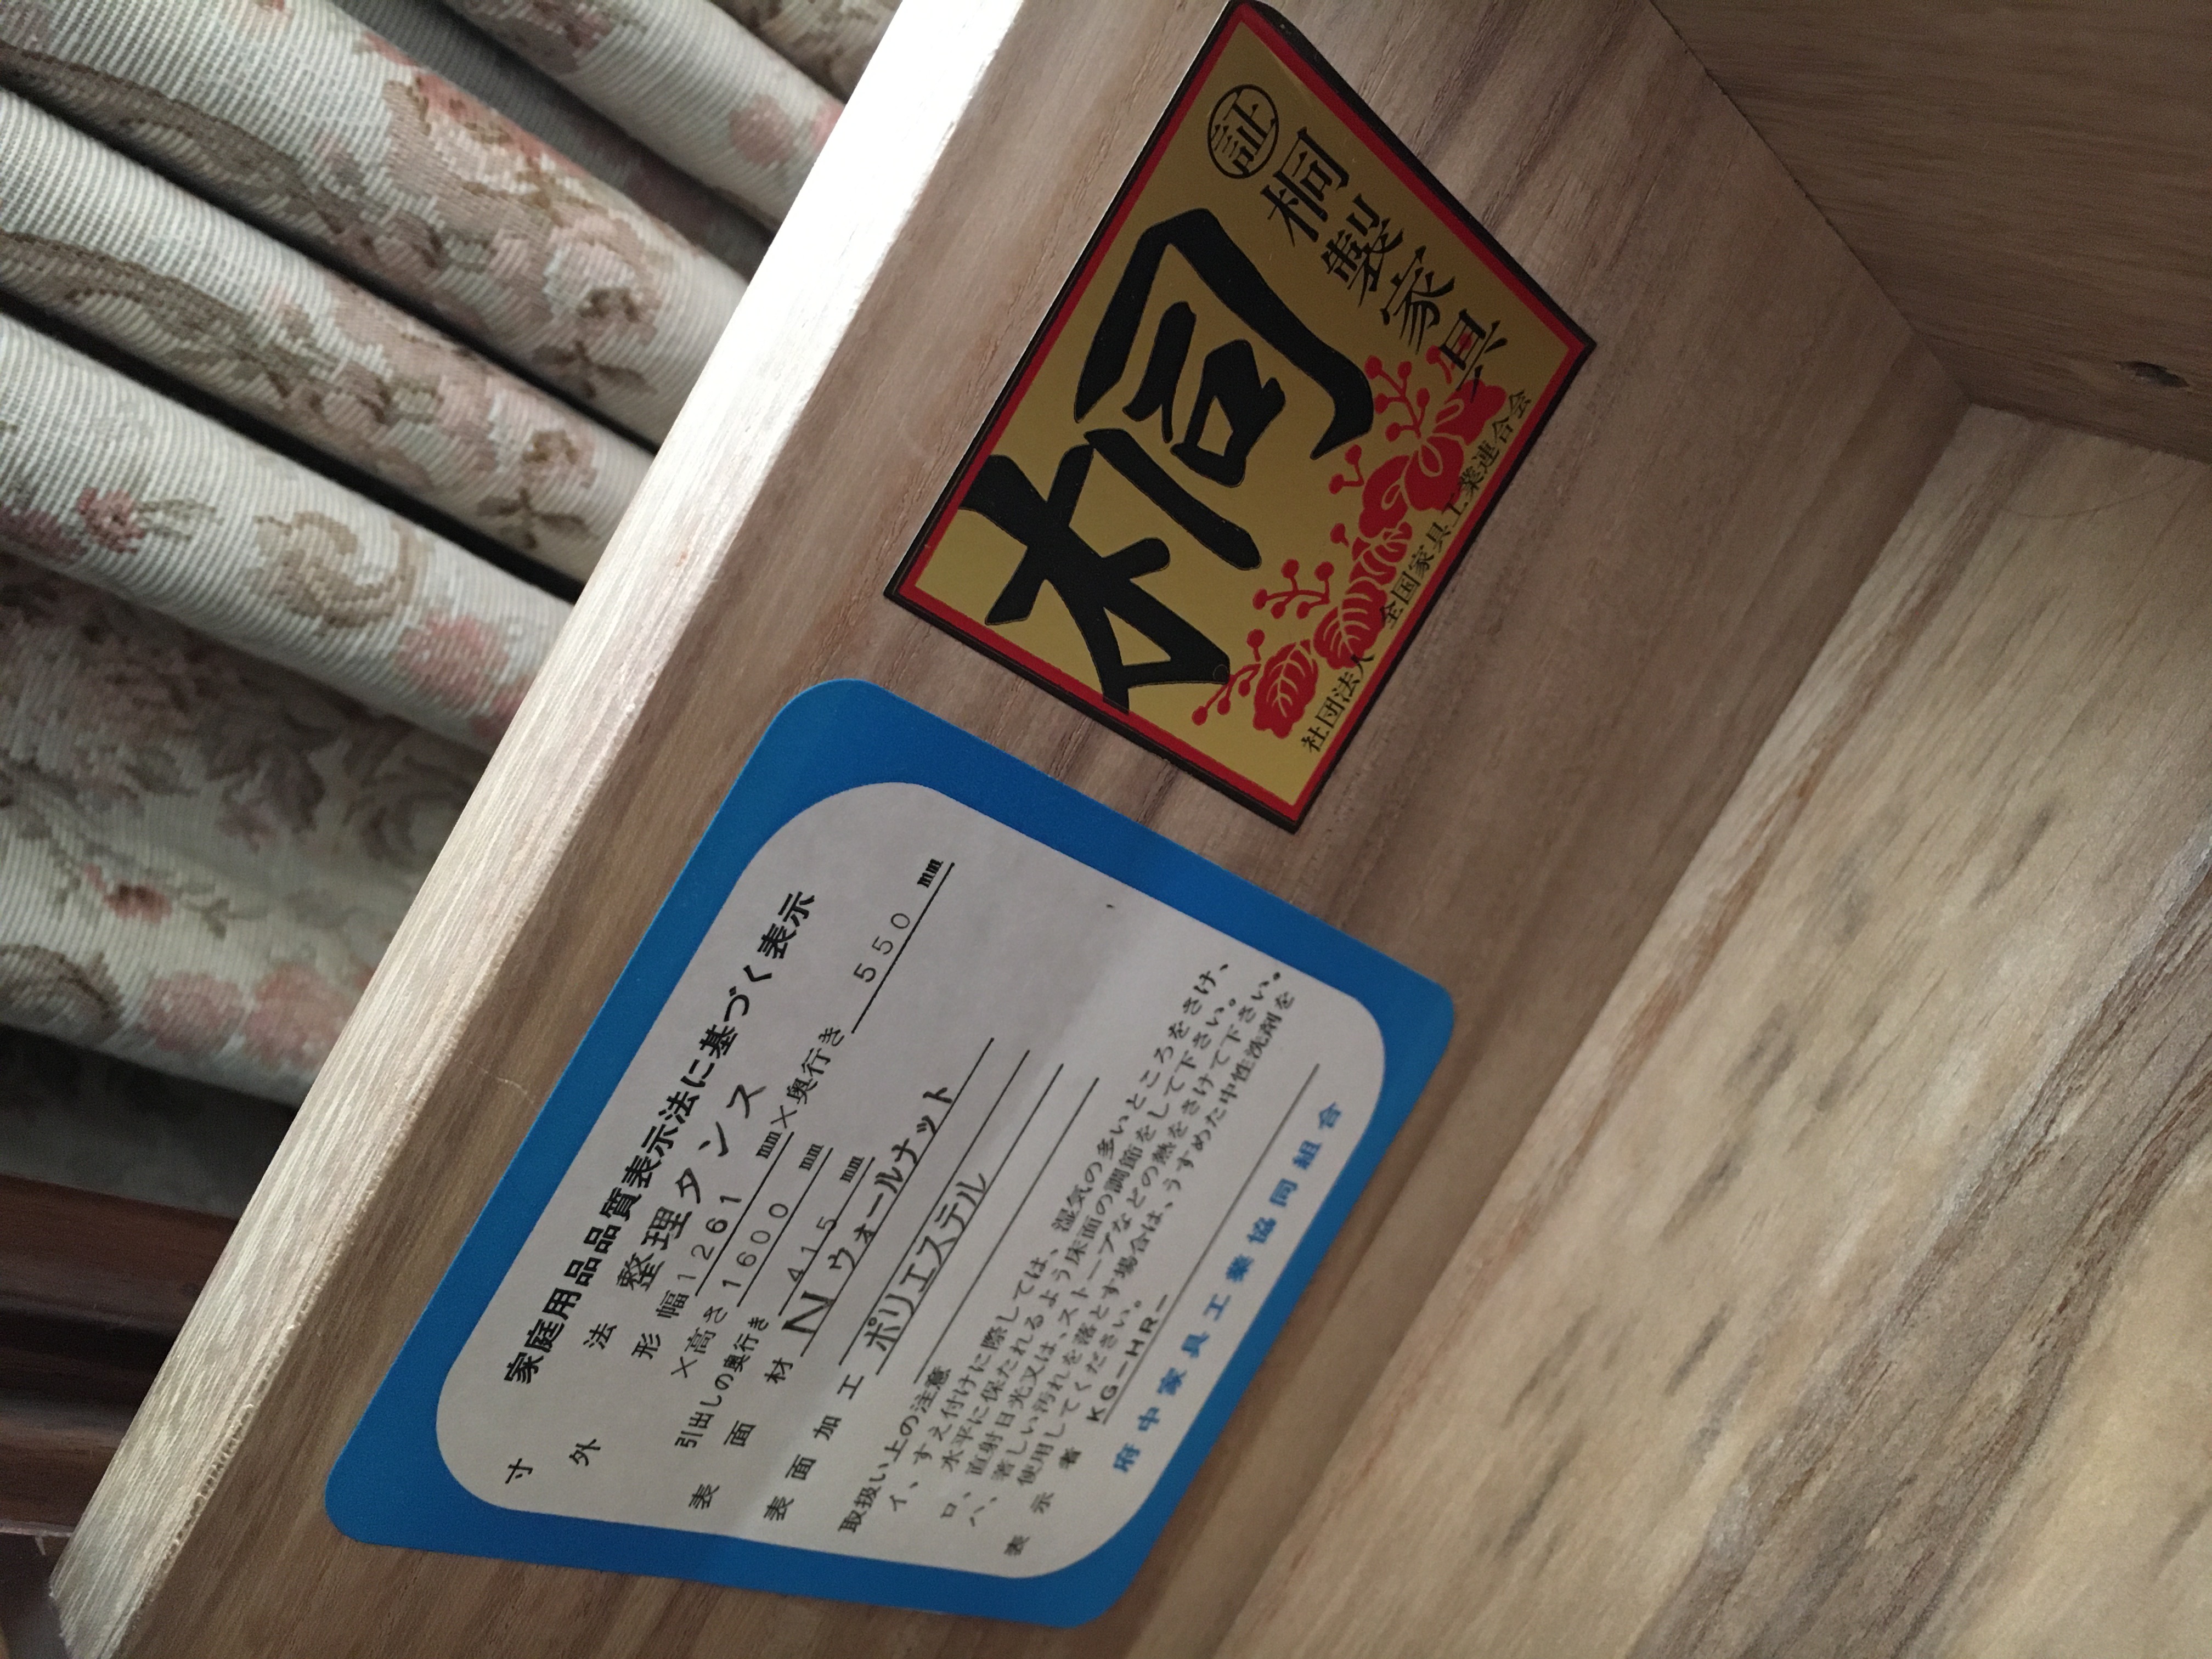 家庭用品品質表示法に基づく表示
整理タンス
寸法
外形 幅 1261 mm×奥行き 550 mm
×高さ 1600 mm
引出しの奥行き 415 mm
表面材 Nウォールナット
表面加工 ポリエステル
取扱い上の注意
イ、すえ付けに際しては、湿気の多いところをさけ、
水平に保たれるよう床面の調節をして下さい。
ロ、直射日光又は、ストーブなどの熱をさけて下さい。
ハ、著しい汚れを落とす場合は、うすめた中性洗剤を
使用してください。
表示者 KG-HR-
府中家具工業協同組合
証 桐製家具
桐
社団法人 全国家具工業連合会